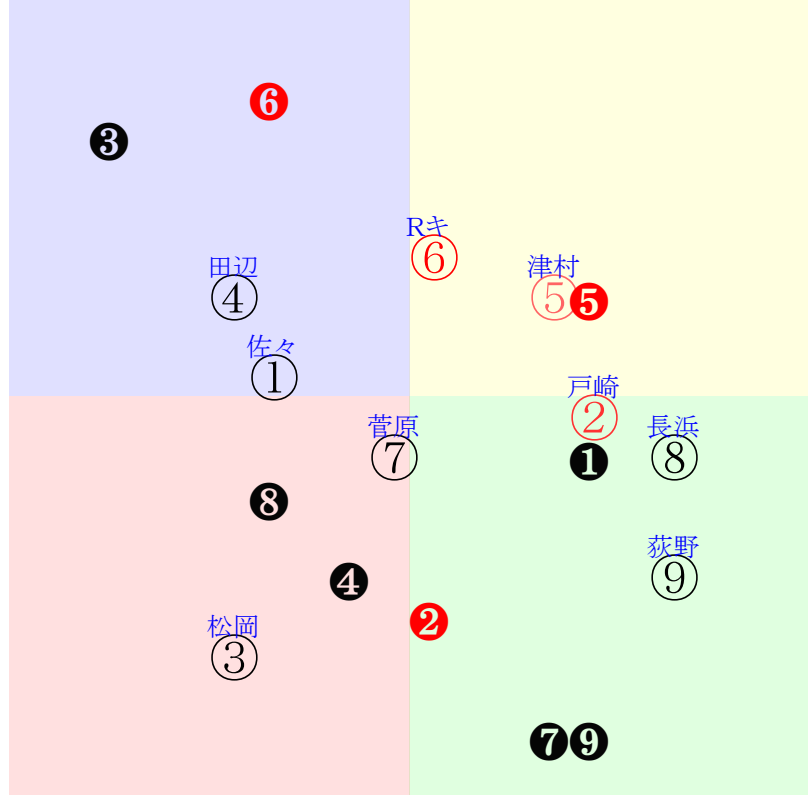 ❻
❸
Rキ
⑥
田辺
④
津村
⑤❺
佐々
①
戸崎
②
菅原
⑦
長浜
⑧
❶
❽
荻野
⑨
❹
❷
松岡
③
❼❾